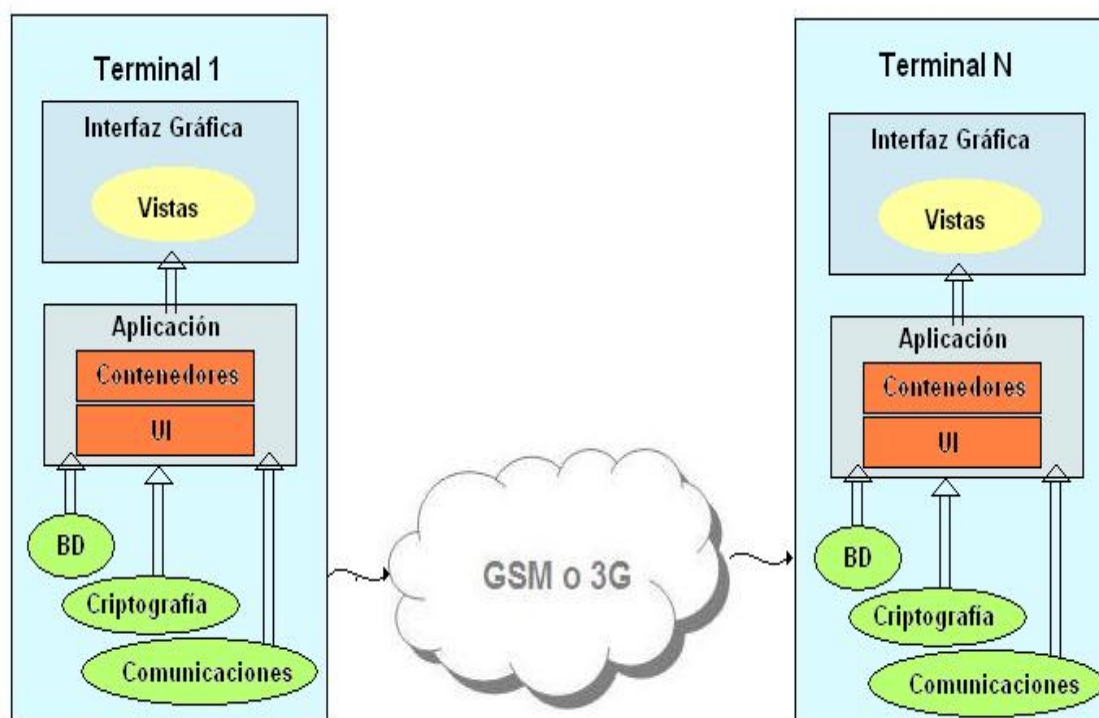 Terminal 1
Interfaz Gráfica
Vistas
Aplicación
Contenedores
UI
BD
Criptografía
Comunicaciones
GSM o 3G
Terminal N
Interfaz Gráfica
Vistas
Aplicación
Contenedores
UI
BD
Criptografía
Comunicaciones